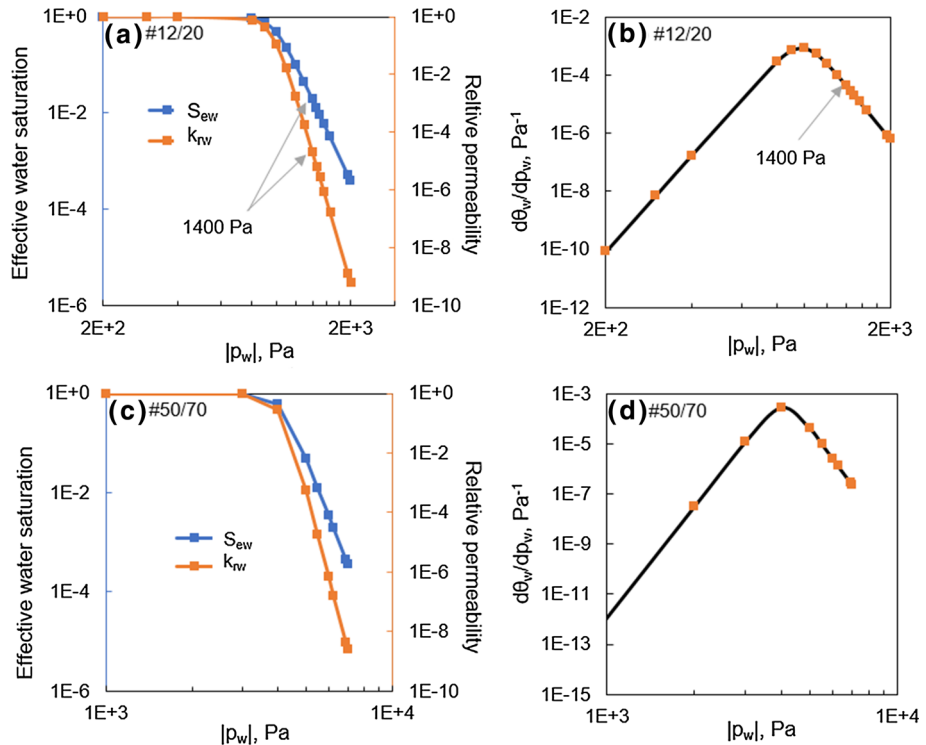 (a) #12/20
Effective water saturation
1E+0
1E-2
1E-4
1E-6
S_ew
k_rw
1400 Pa
1E+0
1E-2
1E-4
1E-6
1E-8
1E-10
Reltive permeability
2E+2
2E+3
|p_w|, Pa
(b) #12/20
dθ_w/dp_w, Pa⁻¹
1E-2
1E-4
1E-6
1E-8
1E-10
1E-12
1400 Pa
2E+2
2E+3
|p_w|, Pa
(c) #50/70
Effective water saturation
1E+0
1E-2
1E-4
1E-6
S_ew
k_rw
1E+0
1E-2
1E-4
1E-6
1E-8
1E-10
Relative permeability
1E+3
1E+4
|p_w|, Pa
(d) #50/70
dθ_w/dp_w, Pa⁻¹
1E-3
1E-5
1E-7
1E-9
1E-11
1E-13
1E-15
1E+3
1E+4
|p_w|, Pa